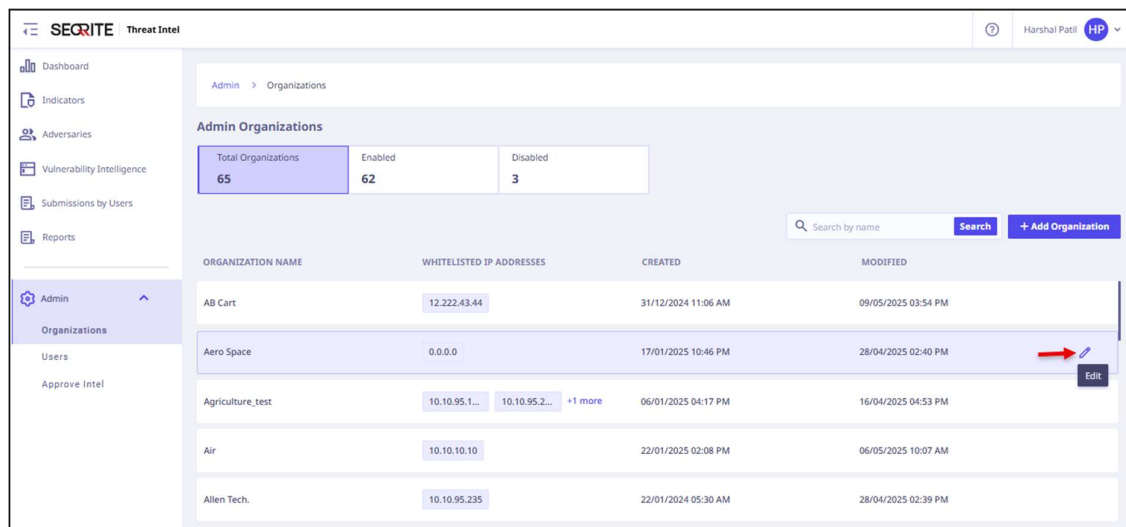 SEQRITE Threat Intel
Harshal Patil HP
Dashboard
Indicators
Adversaries
Vulnerability Intelligence
Submissions by Users
Reports
Admin
Organizations
Users
Approve Intel
Admin > Organizations
Admin Organizations
Total Organizations Enabled Disabled
65 62 3
Search by name Search + Add Organization
ORGANIZATION NAME WHITELISTED IP ADDRESSES CREATED MODIFIED
AB Cart 12.222.43.44 31/12/2024 11:06 AM 09/05/2025 03:54 PM
Aero Space 0.0.0.0 17/01/2025 10:46 PM 28/04/2025 02:40 PM
Edit
Agriculture_test 10.10.95.1... 10.10.95.2... +1 more 06/01/2025 04:17 PM 16/04/2025 04:53 PM
Air 10.10.10.10 22/01/2025 02:08 PM 06/05/2025 10:07 AM
Allen Tech. 10.10.95.235 22/01/2024 05:30 AM 28/04/2025 02:39 PM